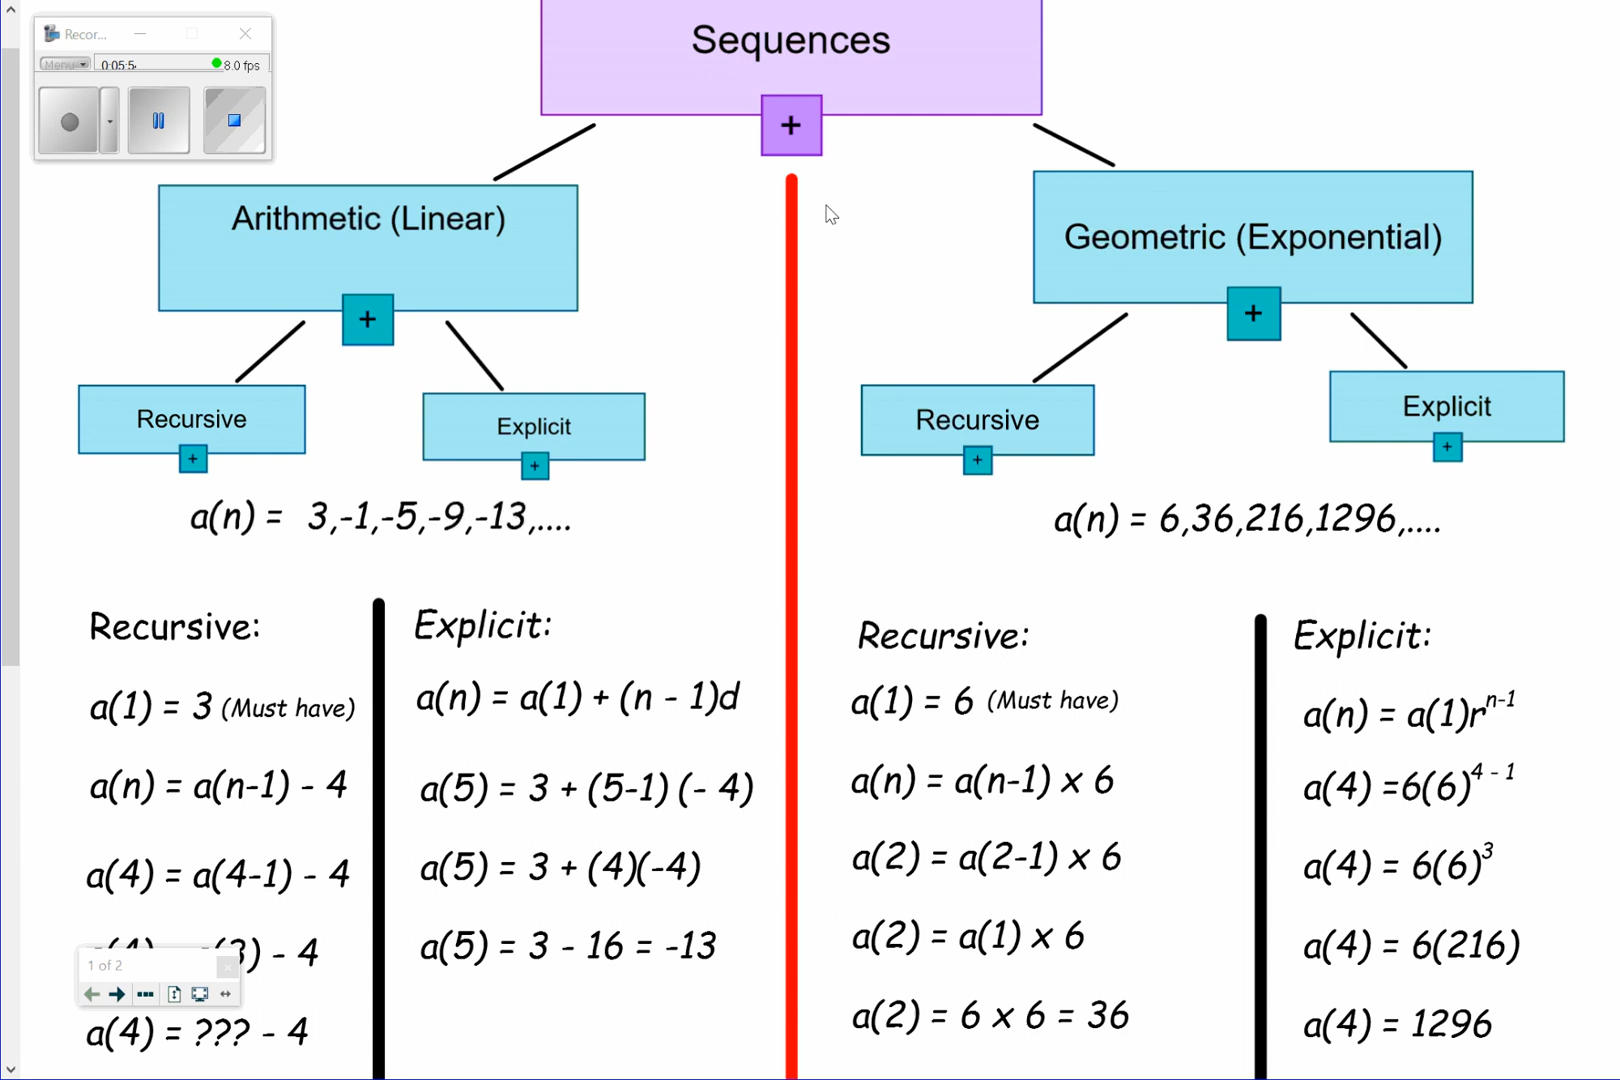 Recor...
Menu
0:05:5
8.0 fps
Sequences
+
Arithmetic (Linear)
+
Geometric (Exponential)
+
Recursive
+
Explicit
+
Recursive
+
Explicit
+
a(n) = 3,-1,-5,-9,-13,....
a(n) = 6,36,216,1296,....
Recursive:
a(1) = 3 (Must have)
a(n) = a(n-1) - 4
a(4) = a(4-1) - 4
3) - 4
a(4) = ??? - 4
Explicit:
a(n) = a(1) + (n - 1)d
a(5) = 3 + (5-1) (- 4)
a(5) = 3 + (4)(-4)
a(5) = 3 - 16 = -13
Recursive:
a(1) = 6 (Must have)
a(n) = a(n-1) x 6
a(2) = a(2-1) x 6
a(2) = a(1) x 6
a(2) = 6 x 6 = 36
Explicit:
a(n) = a(1)rⁿ⁻¹
a(4) =6(6)⁴ ⁻ ¹
a(4) = 6(6)³
a(4) = 6(216)
a(4) = 1296
1 of 2